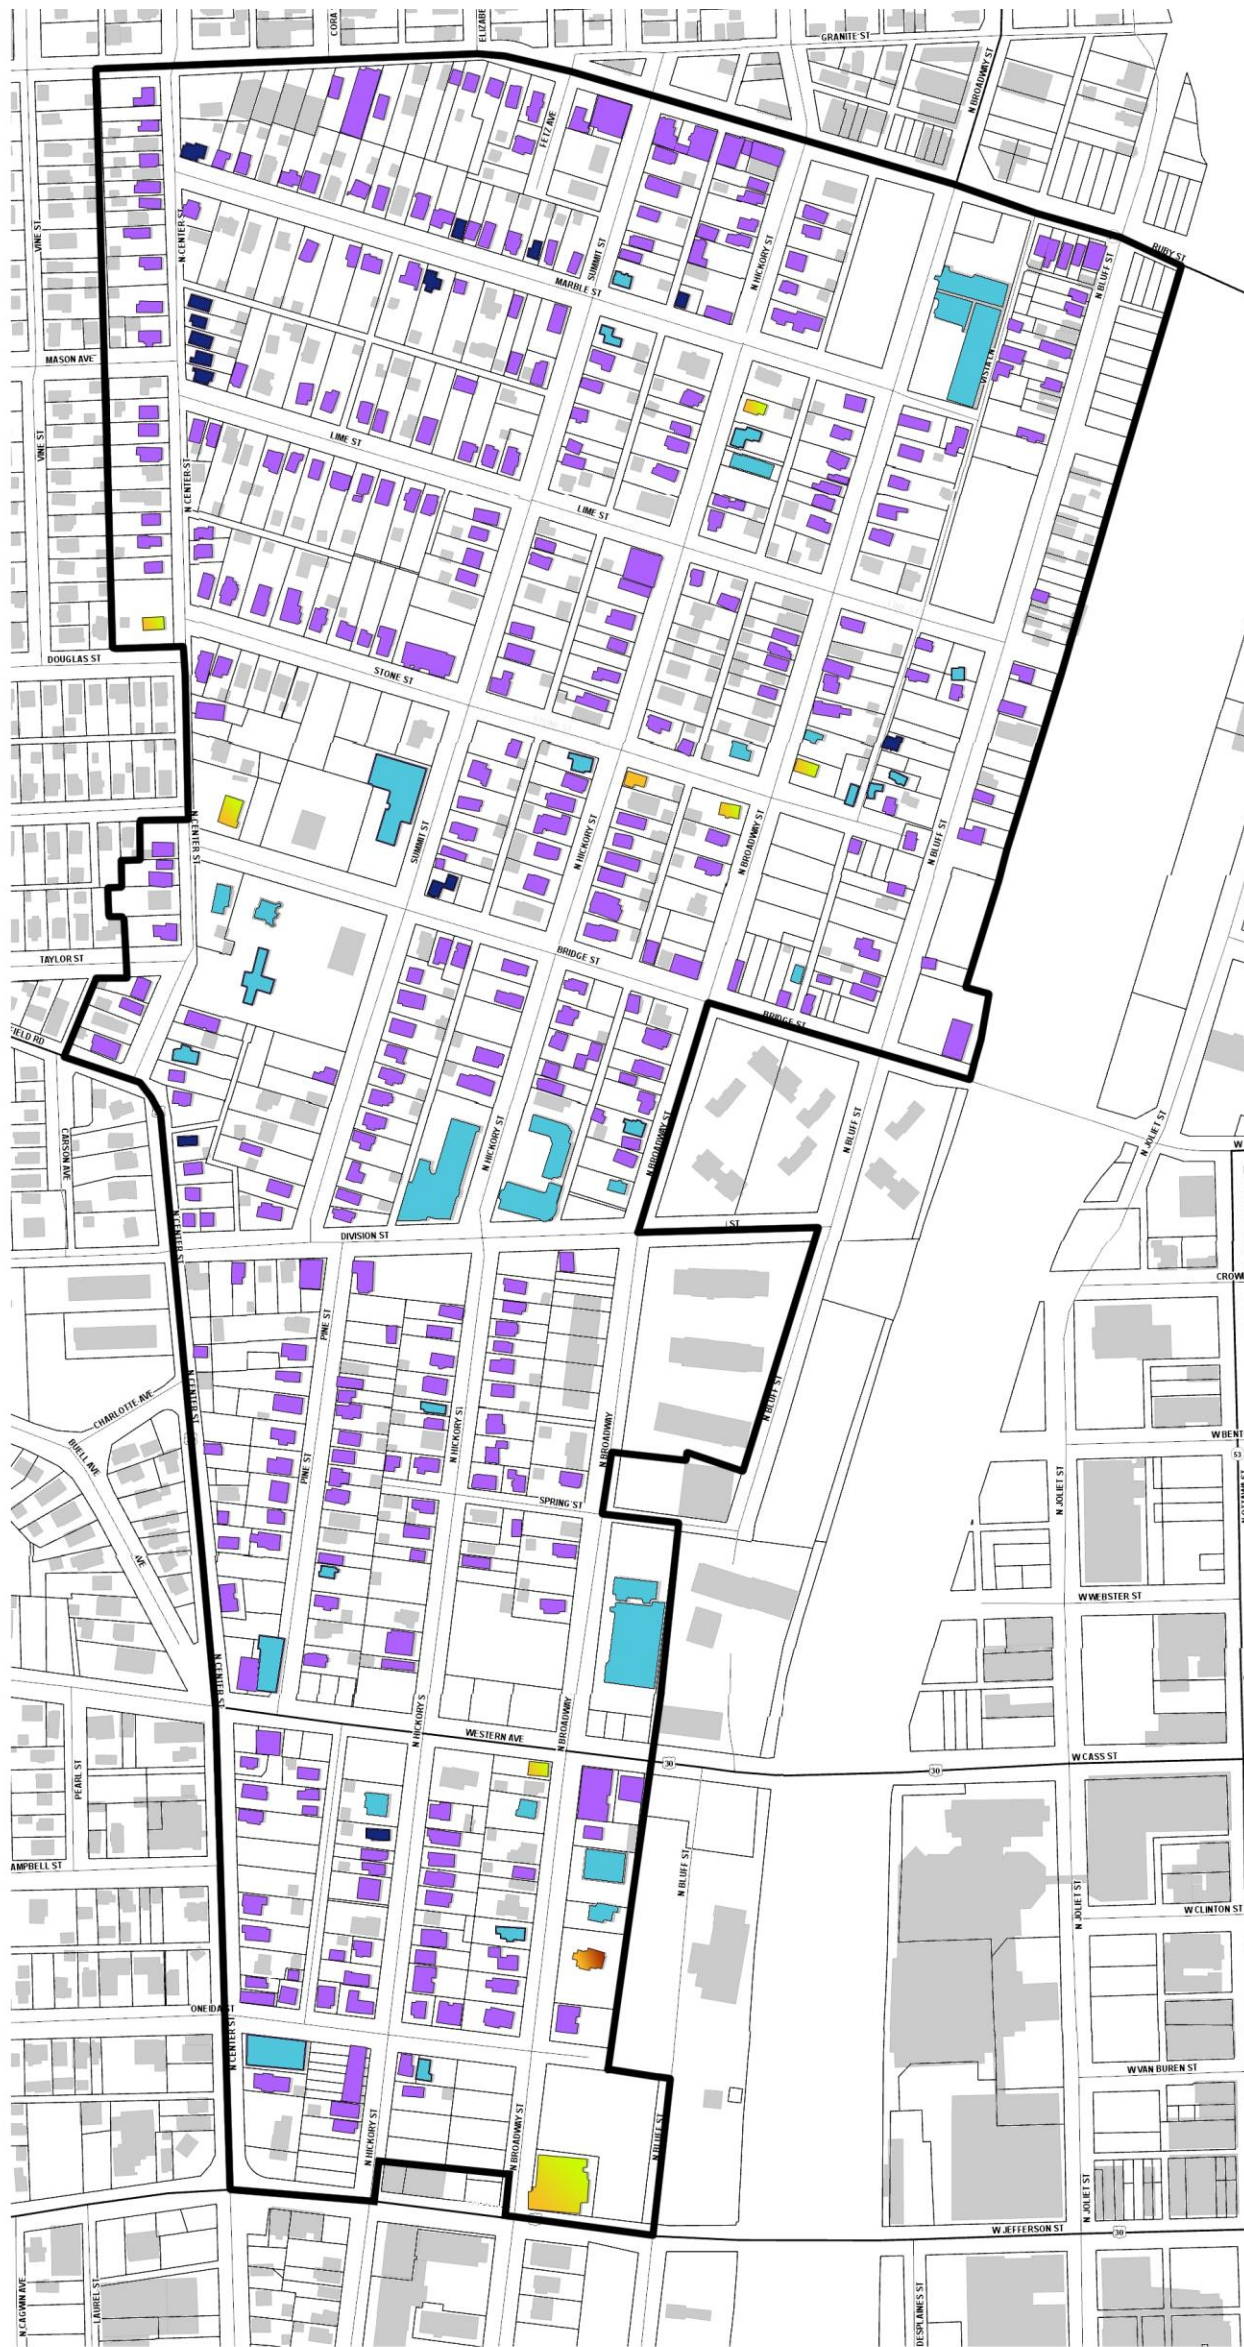 CORA
ELIZABE
GRANITE ST
N BROADWAY ST
FETZ AVE
VINE ST
N CENTER ST
SUMMIT ST
N HICKORY ST
RUBY ST
N BLUFF ST
MARBLE ST
MASON AVE
VISTA LN
VINE ST
LIME ST
N CENTER ST
LIME ST
DOUGLAS ST
STONE ST
N CENTER ST
SUMMIT ST
N HICKORY ST
N BROADWAY ST
N BLUFF ST
BRIDGE ST
TAYLOR ST
BRIDGE ST
IELD RD
N JOLIET ST
W
CARSON AVE
N HICKORY ST
N BROADWAY ST
N BLUFF ST
N CENTER ST
ST
DIVISION ST
CROW
PINE ST
N CENTER ST
CHARLOTTE AVE
N BLUFF ST
BUELL AVE
N HICKORY ST
N BROADWAY
W BENT
53
PINE ST
N JOLIET ST
SPRING ST
AVE
W WEBSTER ST
N CENTER ST
N HICKORY S
N BROADWAY
WESTERN AVE
W CASS ST
30
30
PEARL ST
AMPBELL ST
N BLUFF ST
N JOLIET ST
W CLINTON ST
ONEIDA ST
N CENTER ST
W VAN BUREN ST
N HICKORY ST
N BROADWAY ST
N BLUFF ST
N JOLIET ST
W JEFFERSON ST
30
N CAGWIN AVE
LAUREL ST
DESPLAINES ST